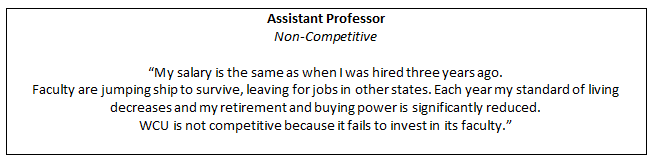 Assistant Professor
Non-Competitive
“My salary is the same as when I was hired three years ago.
Faculty are jumping ship to survive, leaving for jobs in other states. Each year my standard of living
decreases and my retirement and buying power is significantly reduced.
WCU is not competitive because it fails to invest in its faculty.”